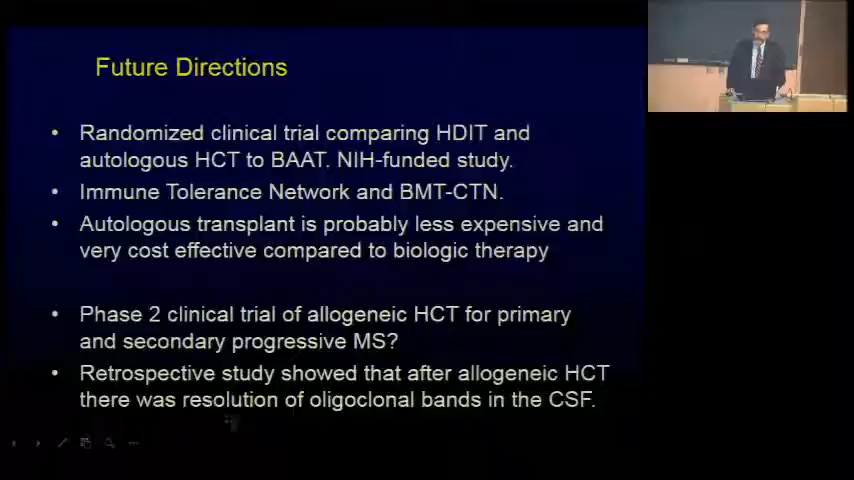 Future Directions
• Randomized clinical trial comparing HDIT and
autologous HCT to BAAT. NIH-funded study.
• Immune Tolerance Network and BMT-CTN.
• Autologous transplant is probably less expensive and
very cost effective compared to biologic therapy
• Phase 2 clinical trial of allogeneic HCT for primary
and secondary progressive MS?
• Retrospective study showed that after allogeneic HCT
there was resolution of oligoclonal bands in the CSF.